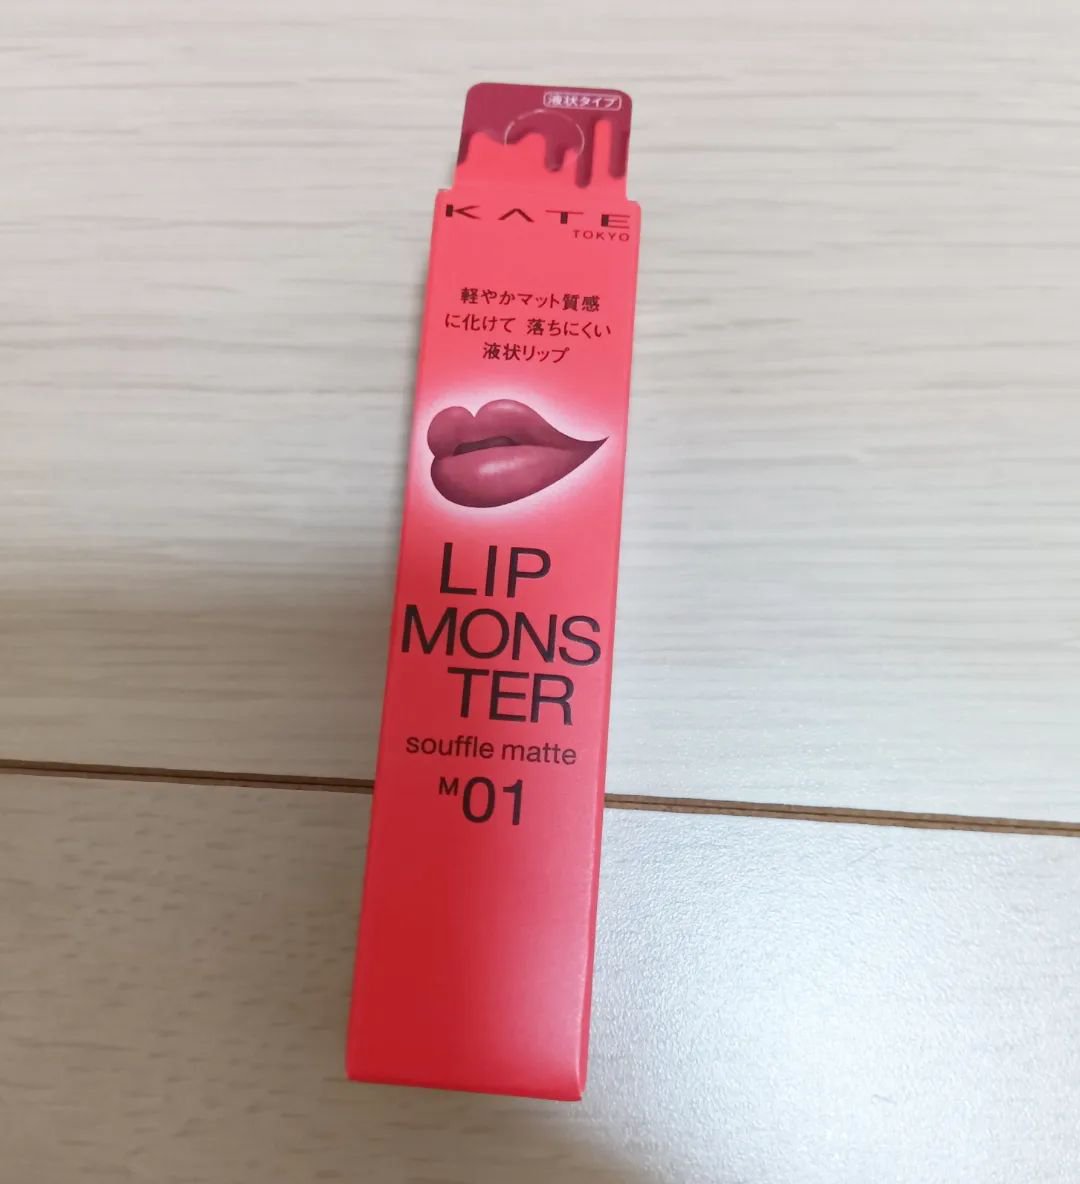 液状タイプ
KATE
TOKYO
軽やかマット質感
に化けて 落ちにくい
液状リップ
LIP
MONS
TER
souffle matte
M01